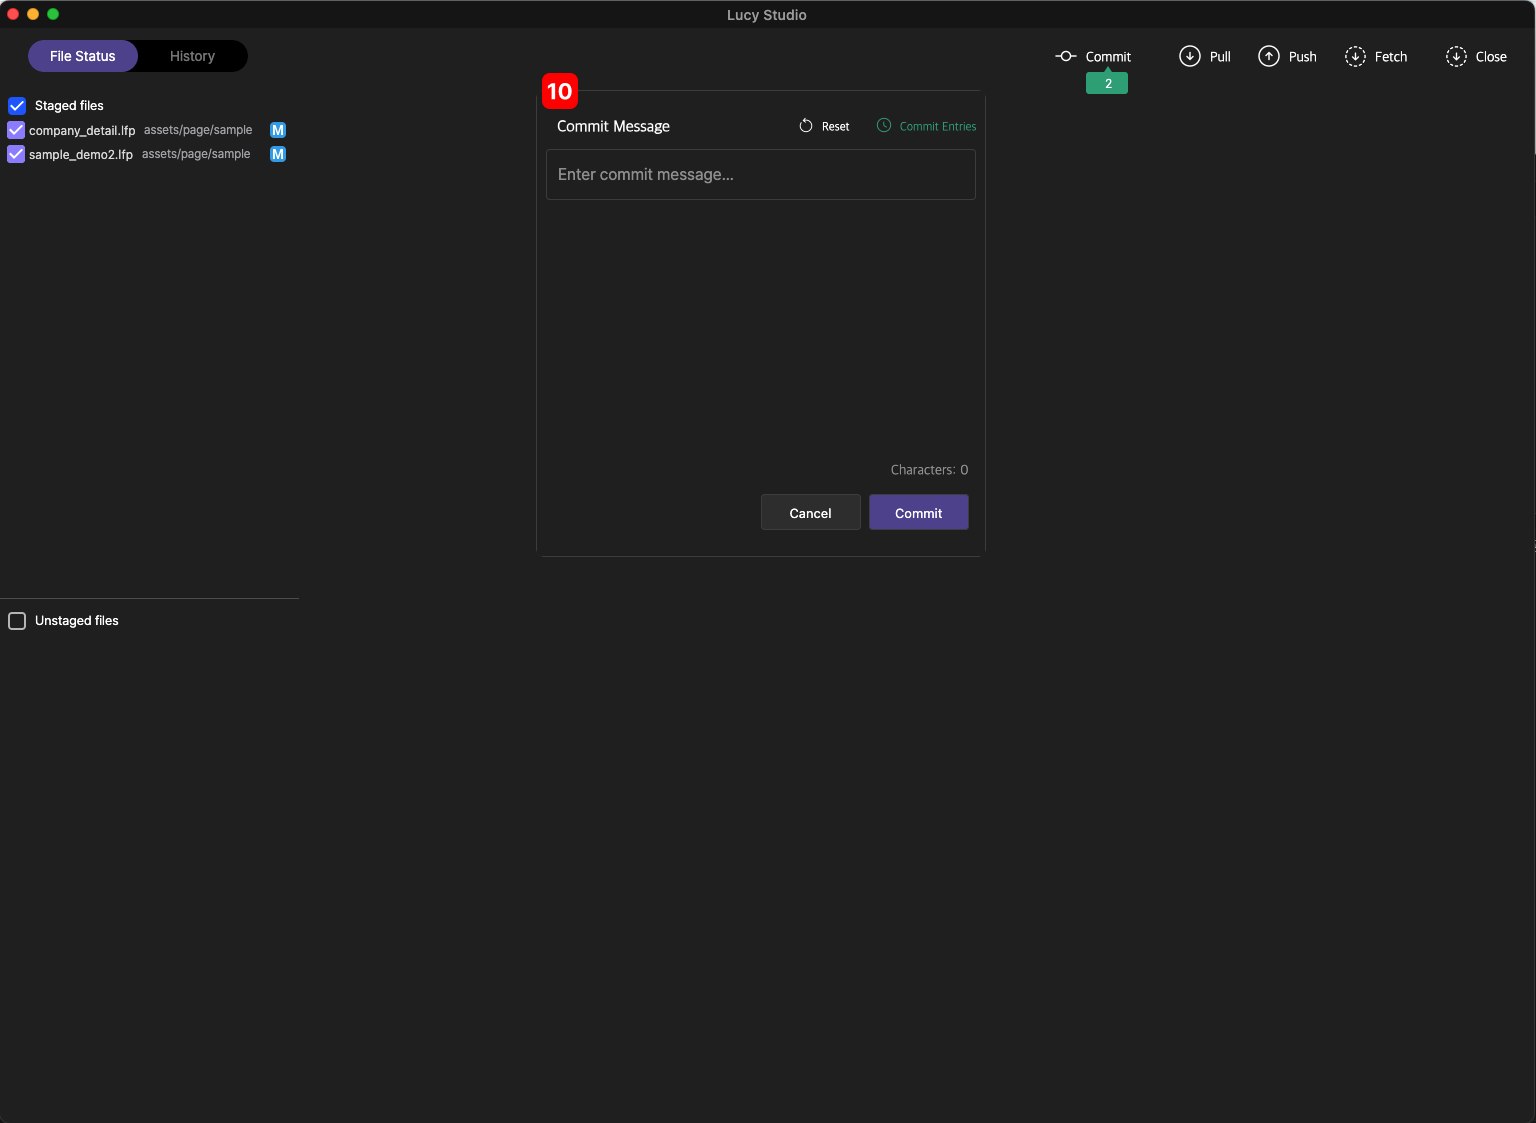 Lucy Studio
File Status History
Commit Pull Push Fetch Close
2
Staged files
company_detail.lfp assets/page/sample M
sample_demo2.lfp assets/page/sample M
10
Commit Message Reset Commit Entries
Enter commit message...
Characters: 0
Cancel Commit
Unstaged files